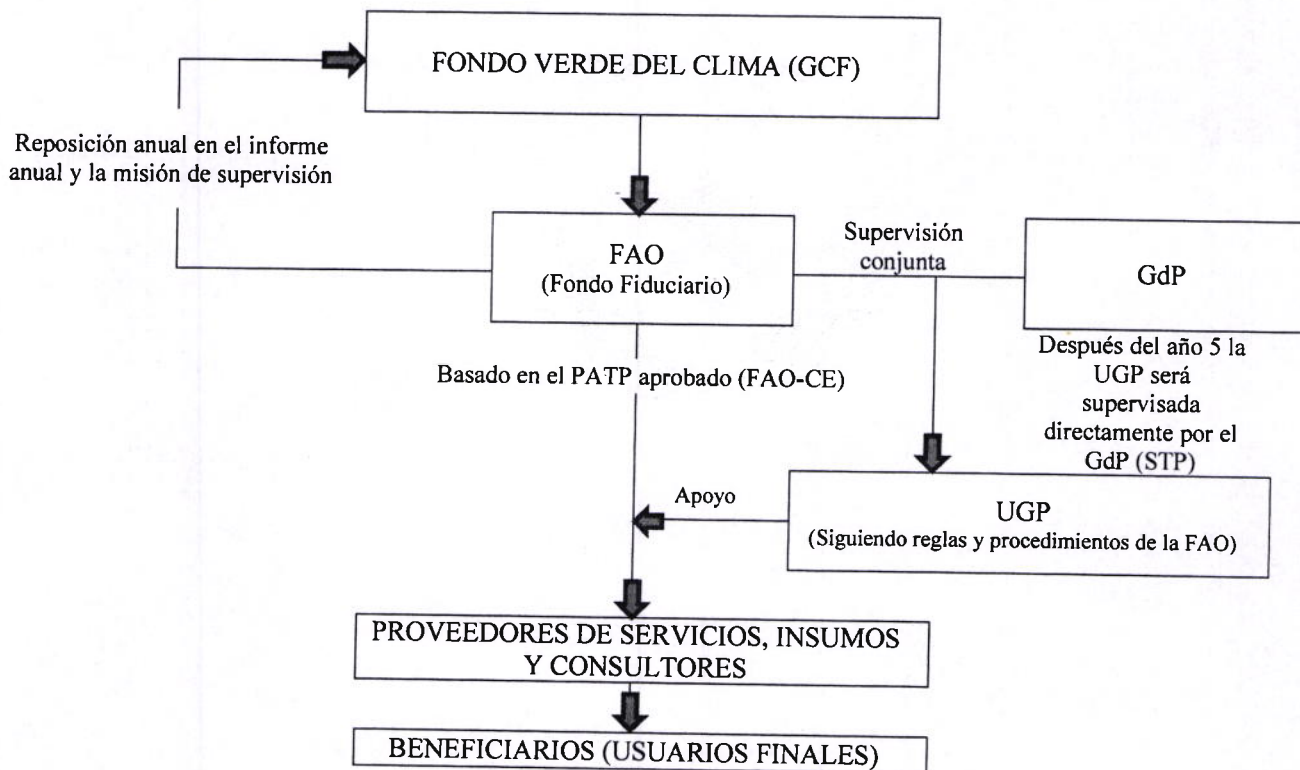 FONDO VERDE DEL CLIMA (GCF)
Reposición anual en el informe
anual y la misión de supervisión
FAO
(Fondo Fiduciario)
Supervisión
conjunta
GdP
Basado en el PATP aprobado (FAO-CE)
Después del año 5 la
UGP será
supervisada
directamente por el
GdP (STP)
Apoyo
UGP
(Siguiendo reglas y procedimientos de la FAO)
PROVEEDORES DE SERVICIOS, INSUMOS
Y CONSULTORES
BENEFICIARIOS (USUARIOS FINALES)